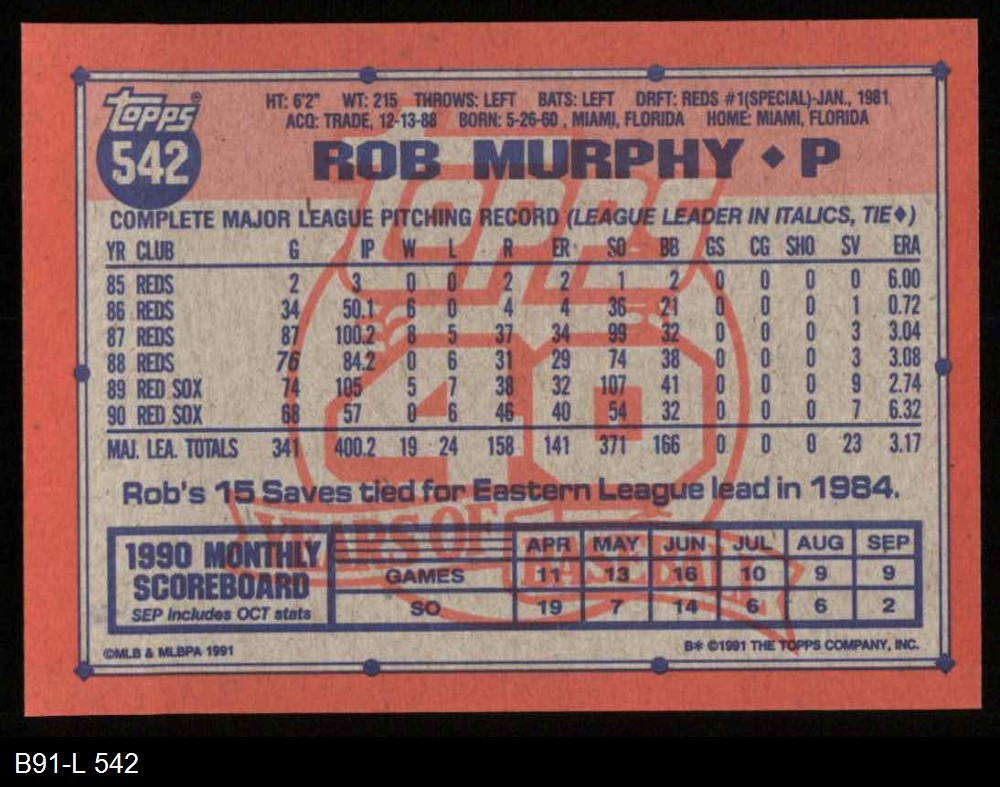 Topps®
542
HT: 6'2" WT: 215 THROWS: LEFT BATS: LEFT DRFT: REDS #1(SPECIAL)-JAN., 1981
ACQ: TRADE, 12-13-88 BORN: 5-26-60 , MIAMI, FLORIDA HOME: MIAMI, FLORIDA
ROB MURPHY ◆ P
COMPLETE MAJOR LEAGUE PITCHING RECORD (LEAGUE LEADER IN ITALICS, TIE◆)
YR CLUB G IP W L R ER SO BB GS CG SHO SV ERA
85 REDS 2 3 0 0 2 2 1 2 0 0 0 0 6.00
86 REDS 34 50.1 6 0 4 4 36 21 0 0 0 1 0.72
87 REDS 87 100.2 8 5 37 34 99 32 0 0 0 3 3.04
88 REDS 76 84.2 0 6 31 29 74 38 0 0 0 3 3.08
89 RED SOX 74 105 5 7 38 32 107 41 0 0 0 9 2.74
90 RED SOX 68 57 0 6 46 40 54 32 0 0 0 7 6.32
MAJ. LEA. TOTALS 341 400.2 19 24 158 141 371 166 0 0 0 23 3.17
Rob's 15 Saves tied for Eastern League lead in 1984.
TOPPS
40
YEARS OF
BASEBALL
1990 MONTHLY
SCOREBOARD
SEP Includes OCT stats
APR MAY JUN JUL AUG SEP
GAMES 11 13 16 10 9 9
SO 19 7 14 6 6 2
©MLB & MLBPA 1991
B* ©1991 THE TOPPS COMPANY, INC.
B91-L 542